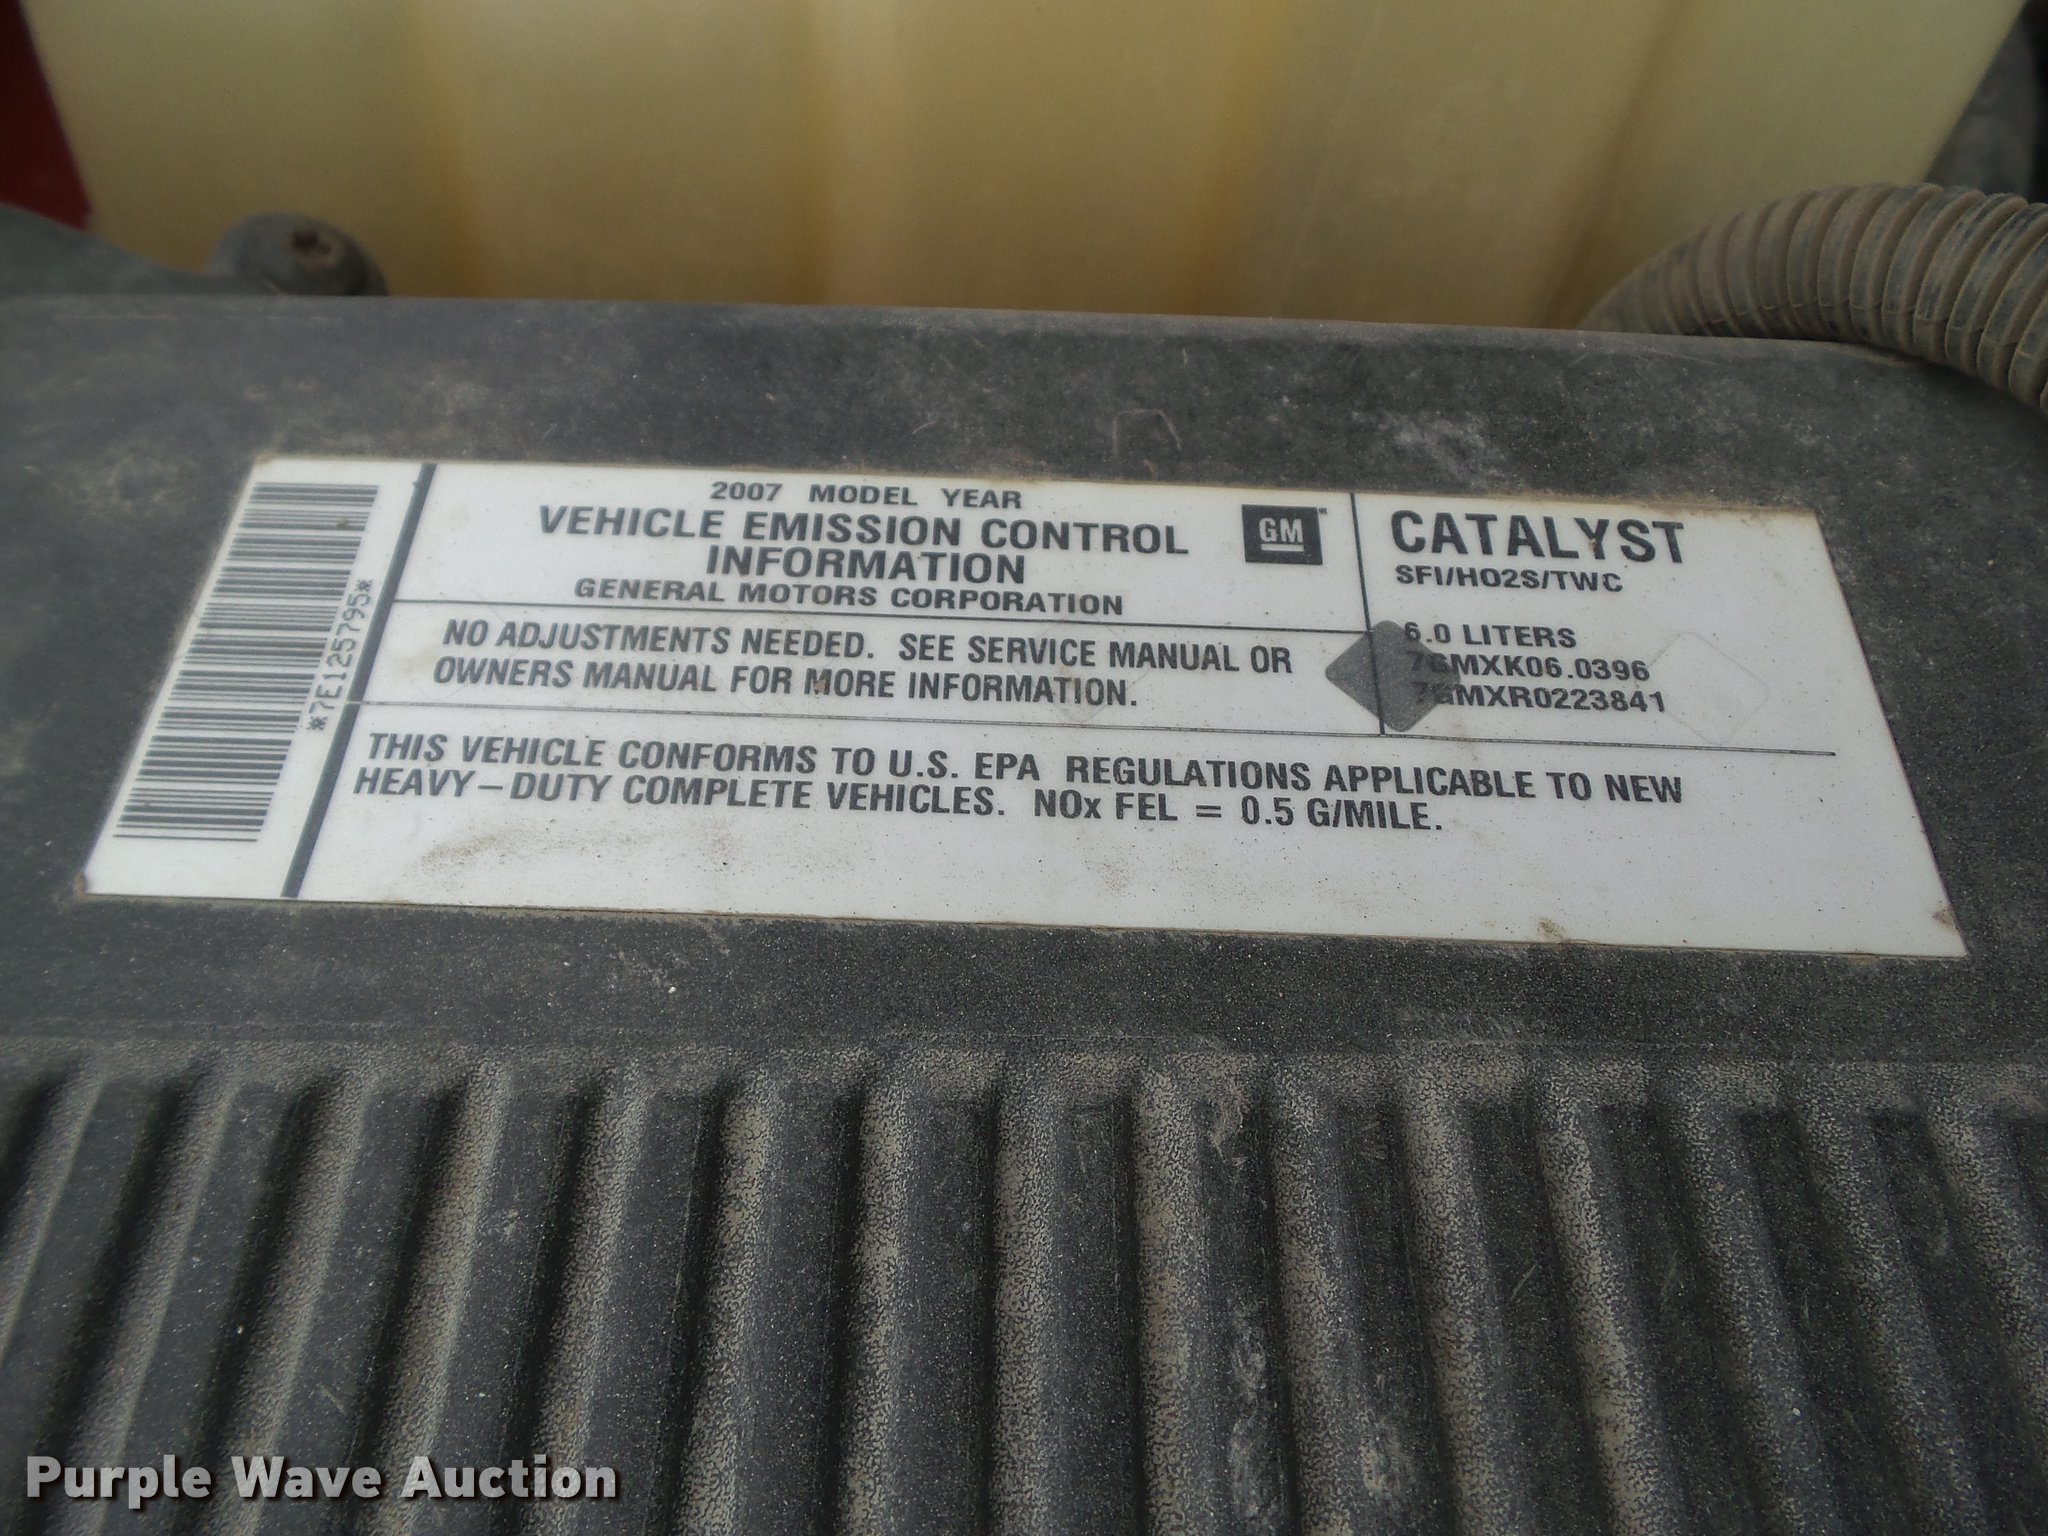 2007 MODEL YEAR
VEHICLE EMISSION CONTROL
INFORMATION
GENERAL MOTORS CORPORATION
GM
CATALYST
SFI/HO2S/TWC
6.0 LITERS
7GMXK06.0396
7GMXR0223841
NO ADJUSTMENTS NEEDED. SEE SERVICE MANUAL OR
OWNERS MANUAL FOR MORE INFORMATION.
THIS VEHICLE CONFORMS TO U.S. EPA REGULATIONS APPLICABLE TO NEW
HEAVY-DUTY COMPLETE VEHICLES. NOx FEL = 0.5 G/MILE.
*7E125795*
Purple Wave Auction